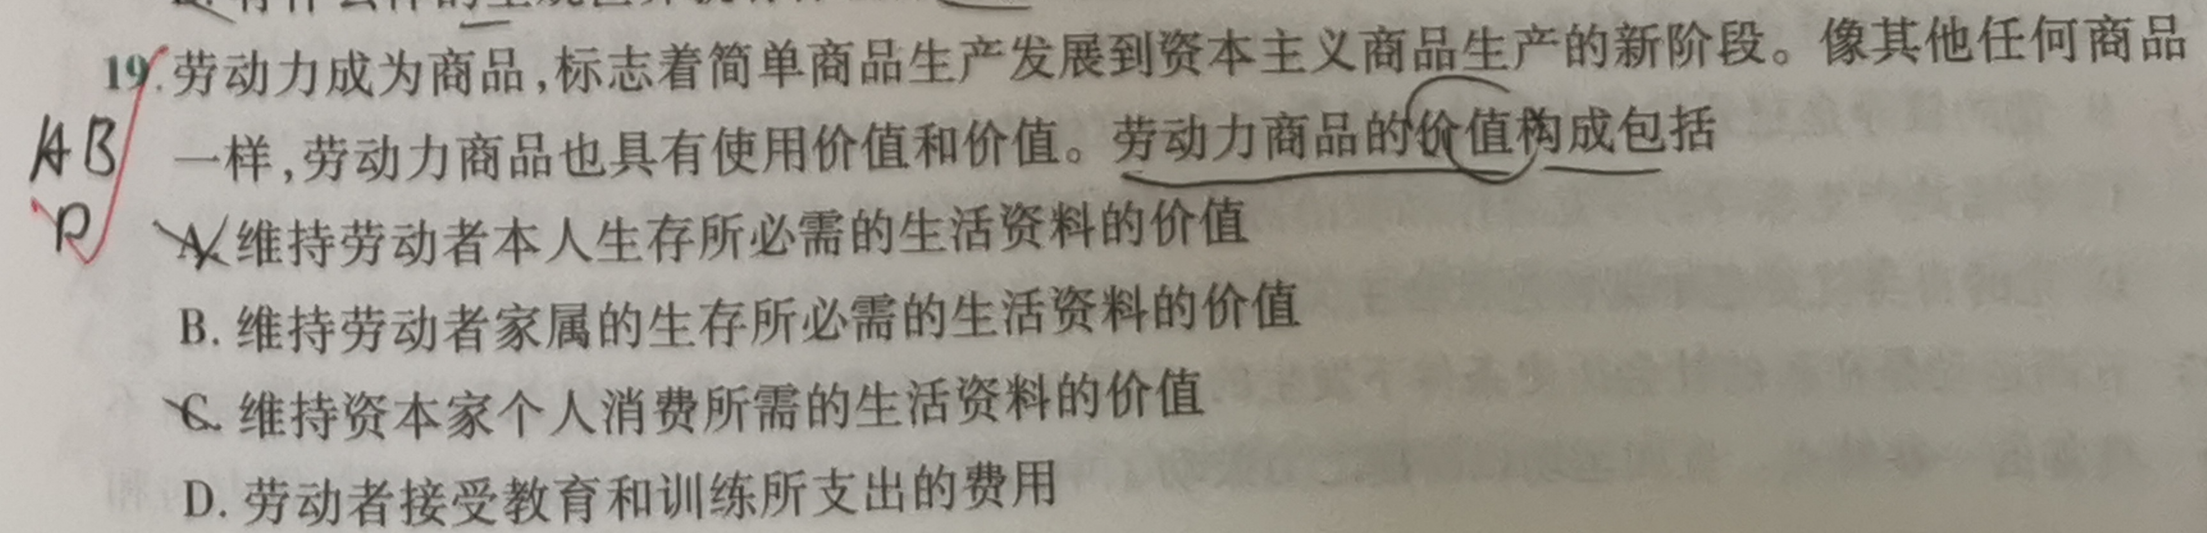 19. 劳动力成为商品,标志着简单商品生产发展到资本主义商品生产的新阶段。像其他任何商品
一样,劳动力商品也具有使用价值和价值。劳动力商品的价值构成包括
AB
D
A. 维持劳动者本人生存所必需的生活资料的价值
B. 维持劳动者家属的生存所必需的生活资料的价值
C. 维持资本家个人消费所需的生活资料的价值
D. 劳动者接受教育和训练所支出的费用